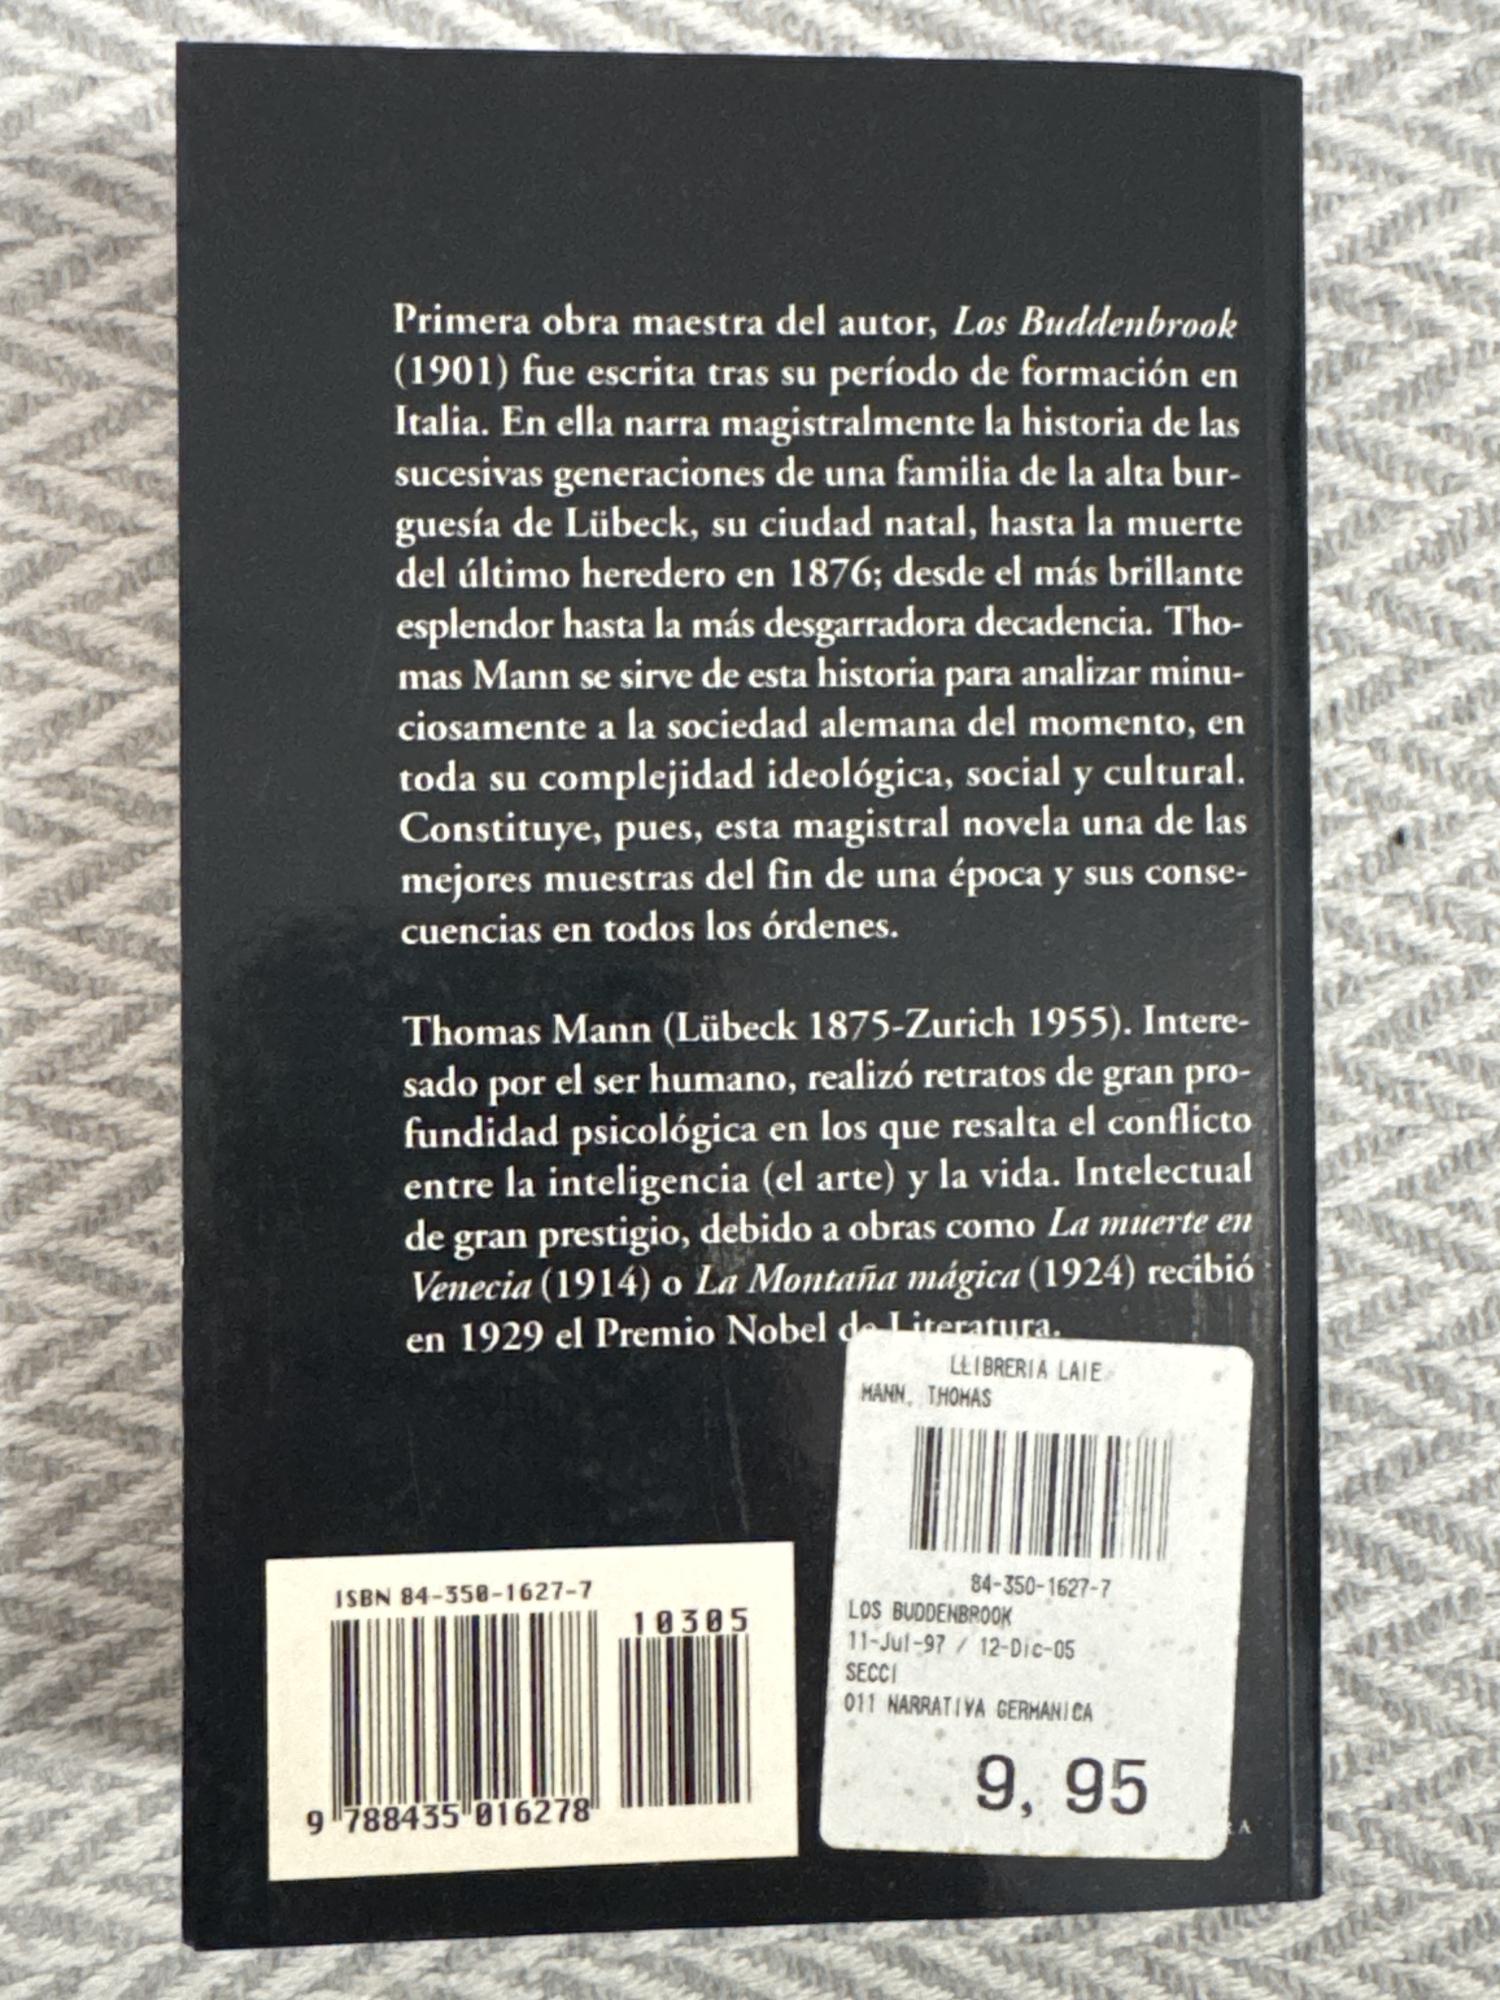 Primera obra maestra del autor, Los Buddenbrook
(1901) fue escrita tras su período de formación en
Italia. En ella narra magistralmente la historia de las
sucesivas generaciones de una familia de la alta bur-
guesía de Lübeck, su ciudad natal, hasta la muerte
del último heredero en 1876; desde el más brillante
esplendor hasta la más desgarradora decadencia. Tho-
mas Mann se sirve de esta historia para analizar minu-
ciosamente a la sociedad alemana del momento, en
toda su complejidad ideológica, social y cultural.
Constituye, pues, esta magistral novela una de las
mejores muestras del fin de una época y sus conse-
cuencias en todos los órdenes.
Thomas Mann (Lübeck 1875-Zurich 1955). Intere-
sado por el ser humano, realizó retratos de gran pro-
fundidad psicológica en los que resalta el conflicto
entre la inteligencia (el arte) y la vida. Intelectual
de gran prestigio, debido a obras como La muerte en
Venecia (1914) o La Montaña mágica (1924) recibió
en 1929 el Premio Nobel de Literatura.
LLIBRERIA LAIE
MANN, THOMAS
84-350-1627-7
LOS BUDDENBROOK
11-Jul-97 / 12-Dic-05
SECCI
011 NARRATIVA GERMANICA
9,95
ISBN 84-350-1627-7
10305
9 788435 016278